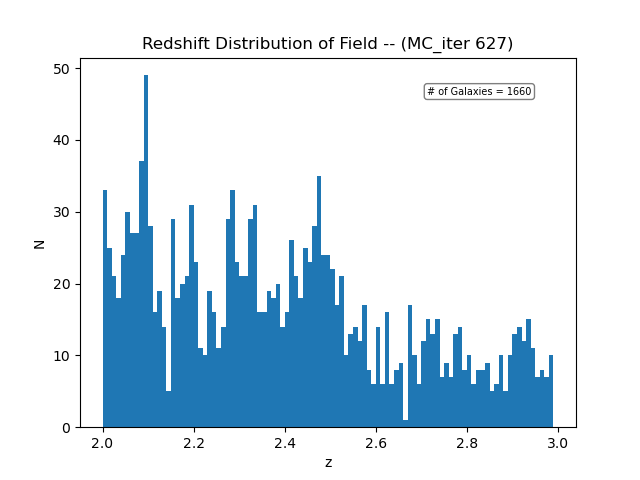 Redshift Distribution of Field -- (MC_iter 627)
# of Galaxies = 1660
50
40
30
20
10
0
N
2.0 2.2 2.4 2.6 2.8 3.0
z